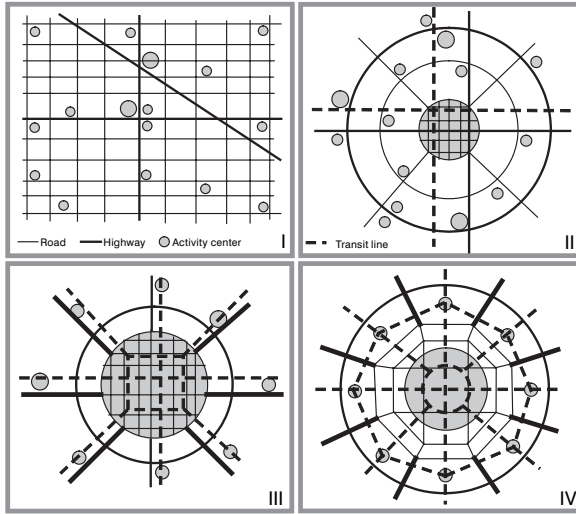 I
Road Highway Activity center
II
Transit line
III
IV